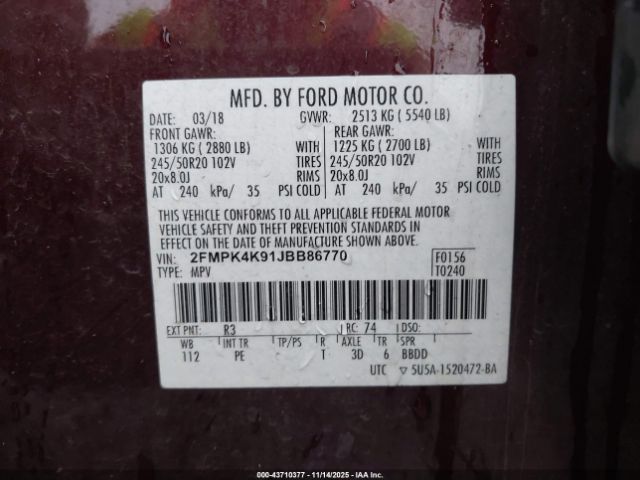 MFD. BY FORD MOTOR CO.
DATE: 03/18 GVWR: 2513 KG ( 5540 LB)
FRONT GAWR: REAR GAWR:
1306 KG ( 2880 LB) WITH 1225 KG ( 2700 LB) WITH
245/50R20 102V TIRES 245/50R20 102V TIRES
20x8.0J RIMS 20x8.0J RIMS
AT 240 kPa/ 35 PSI COLD AT 240 kPa/ 35 PSI COLD
THIS VEHICLE CONFORMS TO ALL APPLICABLE FEDERAL MOTOR
VEHICLE SAFETY AND THEFT PREVENTION STANDARDS IN
EFFECT ON THE DATE OF MANUFACTURE SHOWN ABOVE.
VIN: 2FMPK4K91JBB86770 F0156
TYPE: MPV T0240
EXT PNT: R3 RC: 74 DSO:
WB INT TR TP/PS R AXLE TR SPR
112 PE T 3D 6 BBDD
UTC ▽ 5U5A-1520472-BA
000-43710377 - 11/14/2025 - IAAI.COM